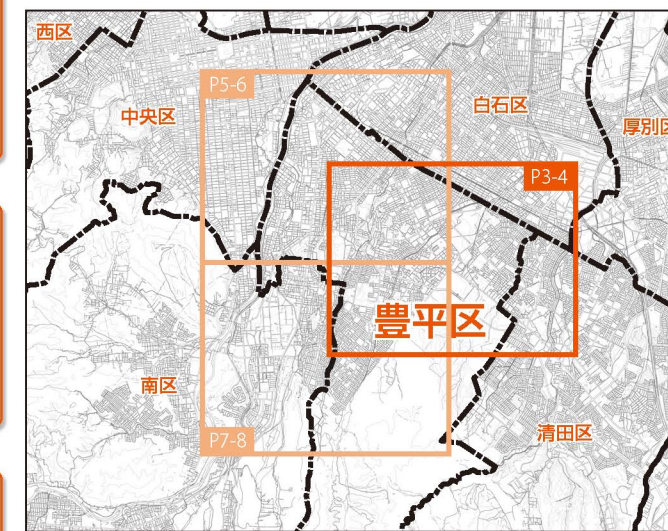 西区
P5-6
中央区
白石区
厚別区
P3-4
豊平区
南区
清田区
P7-8